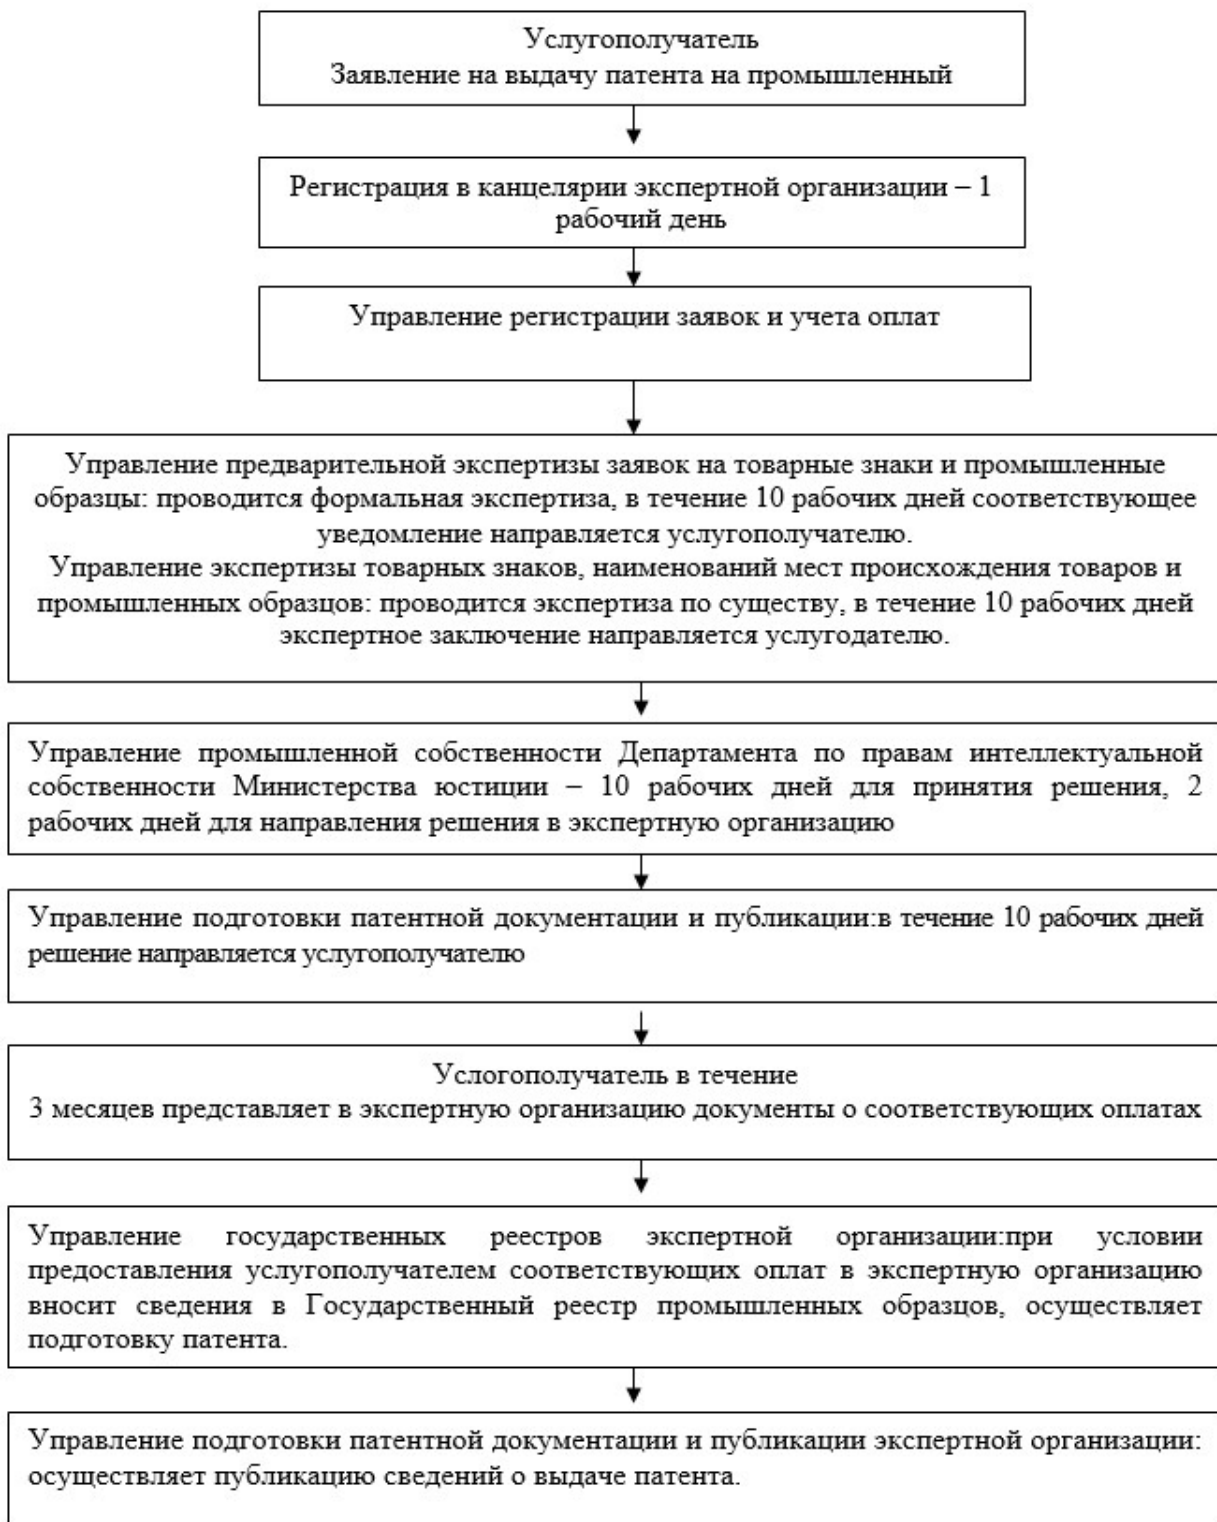 Услугополучатель
Заявление на выдачу патента на промышленный
Регистрация в канцелярии экспертной организации – 1
рабочий день
Управление регистрации заявок и учета оплат
Управление предварительной экспертизы заявок на товарные знаки и промышленные
образцы: проводится формальная экспертиза, в течение 10 рабочих дней соответствующее
уведомление направляется услугополучателю.
Управление экспертизы товарных знаков, наименований мест происхождения товаров и
промышленных образцов: проводится экспертиза по существу, в течение 10 рабочих дней
экспертное заключение направляется услугодателю.
Управление промышленной собственности Департамента по правам интеллектуальной
собственности Министерства юстиции – 10 рабочих дней для принятия решения, 2
рабочих дней для направления решения в экспертную организацию
Управление подготовки патентной документации и публикации:в течение 10 рабочих дней
решение направляется услугополучателю
Услогополучатель в течение
3 месяцев представляет в экспертную организацию документы о соответствующих оплатах
Управление государственных реестров экспертной организации:при условии
предоставления услугополучателем соответствующих оплат в экспертную организацию
вносит сведения в Государственный реестр промышленных образцов, осуществляет
подготовку патента.
Управление подготовки патентной документации и публикации экспертной организации:
осуществляет публикацию сведений о выдаче патента.